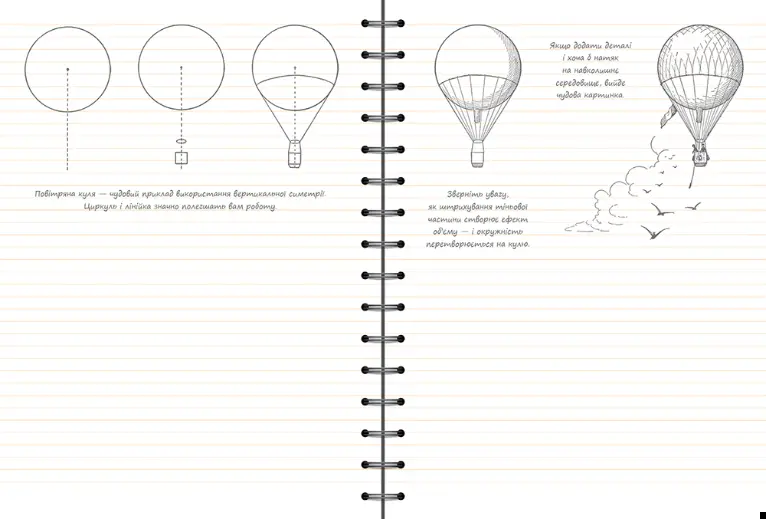 Повітряна куля — чудовий приклад використання вертикальної симетрії.
Циркуль і лінійка значно полегшать вам роботу.
Якщо додати деталі
і хоча б натяк
на навколишнє
середовище, вийде
чудова картинка.
Зверніть увагу,
як штрихування тіньової
частини створює ефект
об'єму — і окружність
перетворюється на кулю.